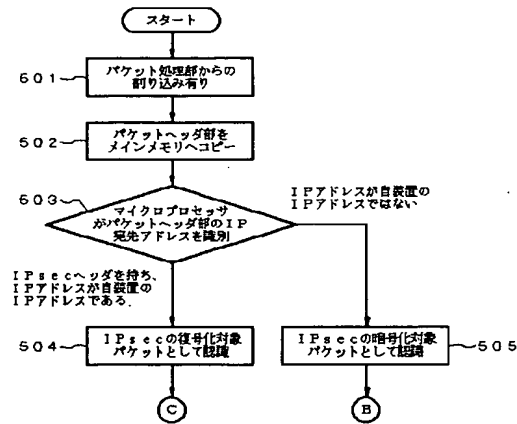 スタート
501
パケット処理部からの
割り込み有り
502
パケットヘッダ部を
メインメモリへコピー
503
マイクロプロセッサ
がパケットヘッダ部のIP
宛先アドレスを識別
IPアドレスが自装置の
IPアドレスではない
IPsecヘッダを持ち、
IPアドレスが自装置の
IPアドレスである.
504
IPsecの復号化対象
パケットとして認識
IPsecの暗号化対象
パケットとして認識
505
C
B